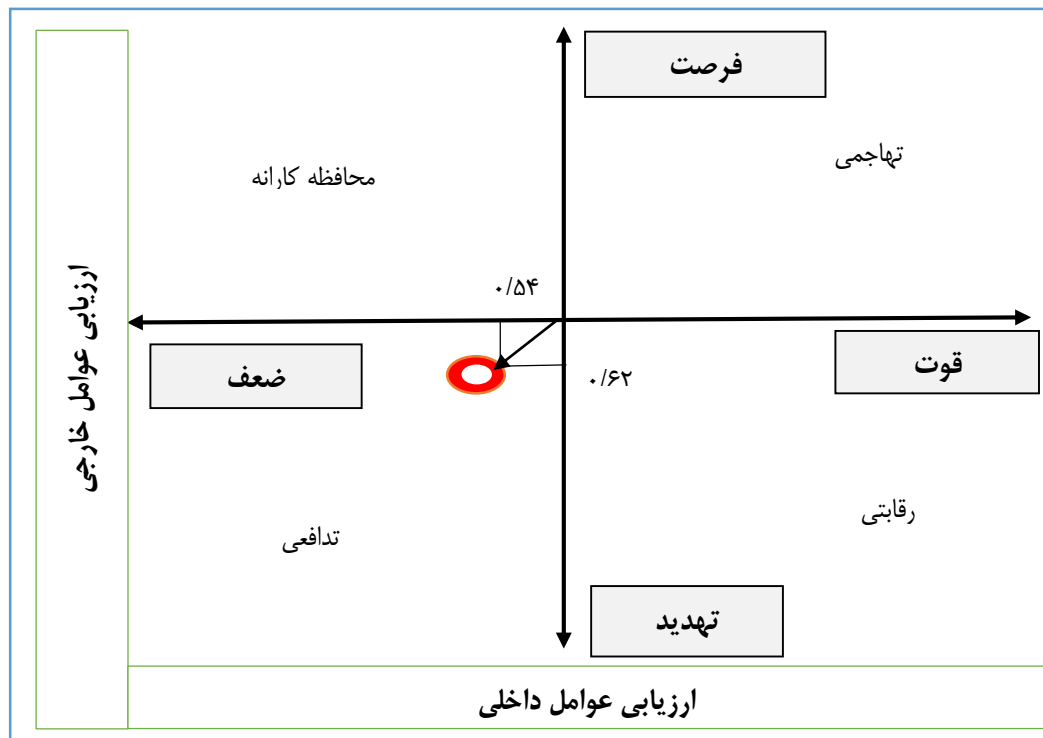 فرصت
تهاجمی
محافظه کارانه
۰/۵۴
ارزیابی عوامل خارجی
قوت
ضعف
۰/۶۲
رقابتی
تدافعی
تهدید
ارزیابی عوامل داخلی